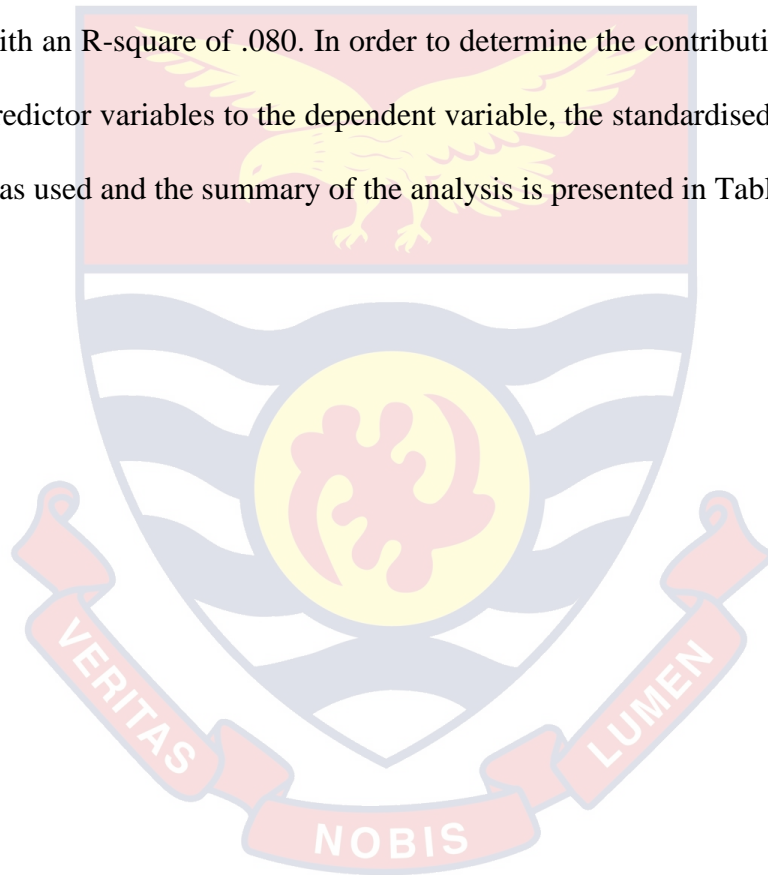 ith an R-square of .080. In order to determine the contributi
redictor variables to the dependent variable, the standardised
as used and the summary of the analysis is presented in Tabl
VERITAS
NOBIS
LUMEN